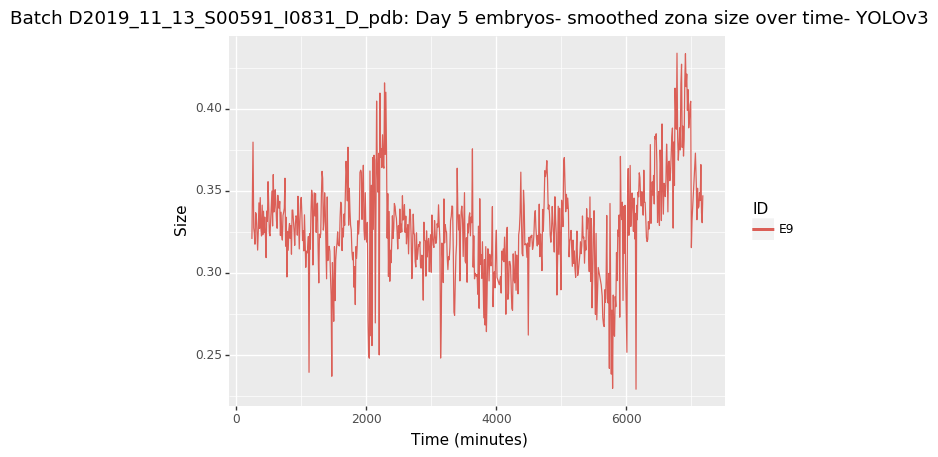 Batch D2019_11_13_S00591_I0831_D_pdb: Day 5 embryos- smoothed zona size over time- YOLOv3
0.40
0.35
0.30
0.25
Size
0
2000
4000
6000
Time (minutes)
ID
E9